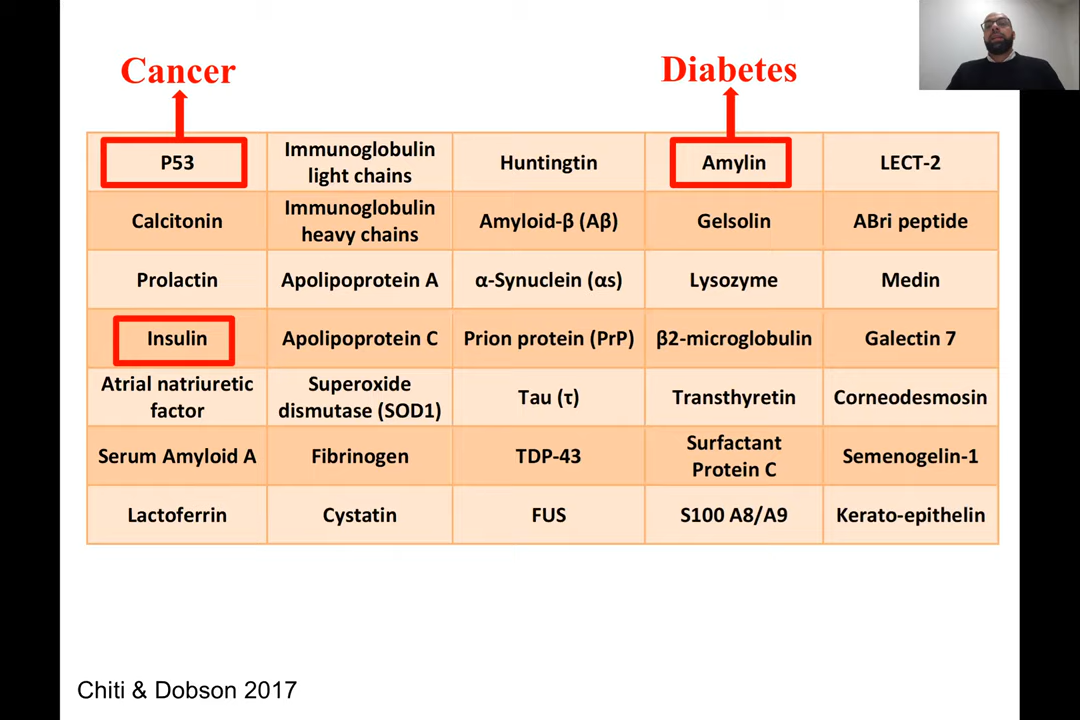 Cancer
Diabetes
P53
Immunoglobulin
light chains
Huntingtin
Amylin
LECT-2
Calcitonin
Immunoglobulin
heavy chains
Amyloid-β (Aβ)
Gelsolin
ABri peptide
Prolactin
Apolipoprotein A
α-Synuclein (αs)
Lysozyme
Medin
Insulin
Apolipoprotein C
Prion protein (PrP)
β2-microglobulin
Galectin 7
Atrial natriuretic
factor
Superoxide
dismutase (SOD1)
Tau (τ)
Transthyretin
Corneodesmosin
Serum Amyloid A
Fibrinogen
TDP-43
Surfactant
Protein C
Semenogelin-1
Lactoferrin
Cystatin
FUS
S100 A8/A9
Kerato-epithelin
Chiti & Dobson 2017